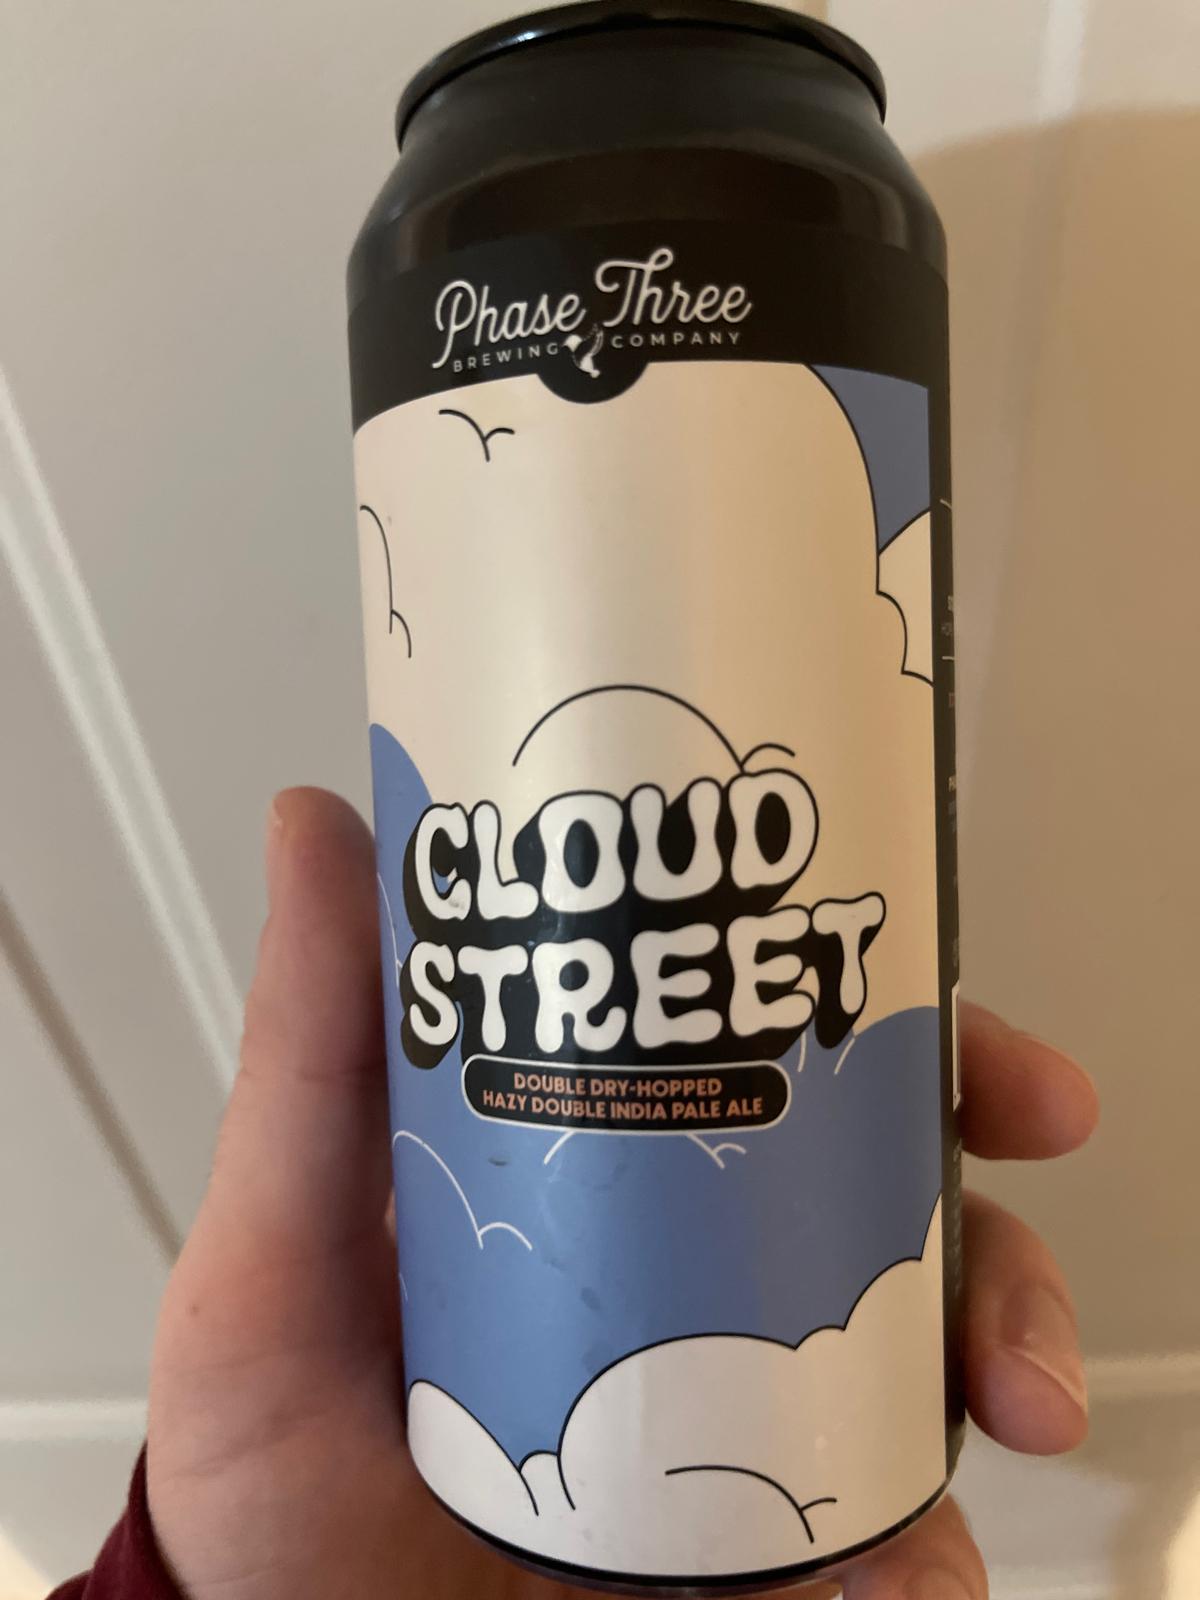 Phase Three
BREWING COMPANY
CLOUD
STREET
DOUBLE DRY-HOPPED
HAZY DOUBLE INDIA PALE ALE